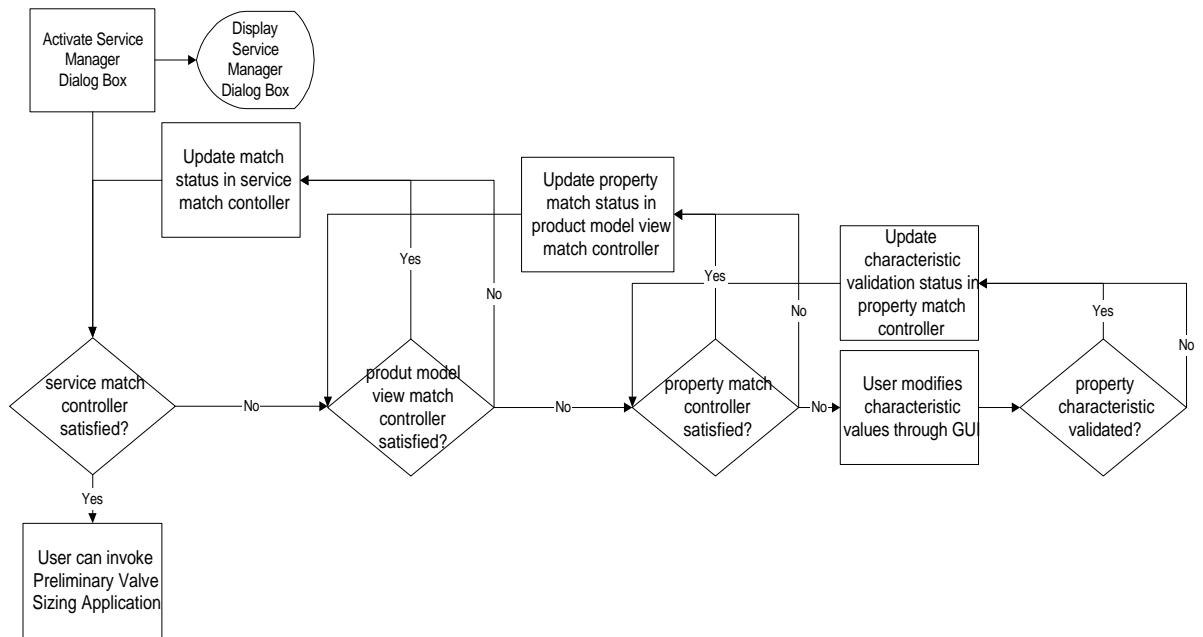 Activate Service
Manager
Dialog Box
Display
Service
Manager
Dialog Box
Update match
status in service
match contoller
Update property
match status in
product model view
match controller
Update
characteristic
validation status in
property match
controller
Yes
No
Yes
No
Yes
No
service match
controller
satisfied?
No
produt model
view match
controller
satisfied?
No
property match
controller
satisfied?
No
User modifies
characteristic
values through GUI
property
characteristic
validated?
Yes
User can invoke
Preliminary Valve
Sizing Application